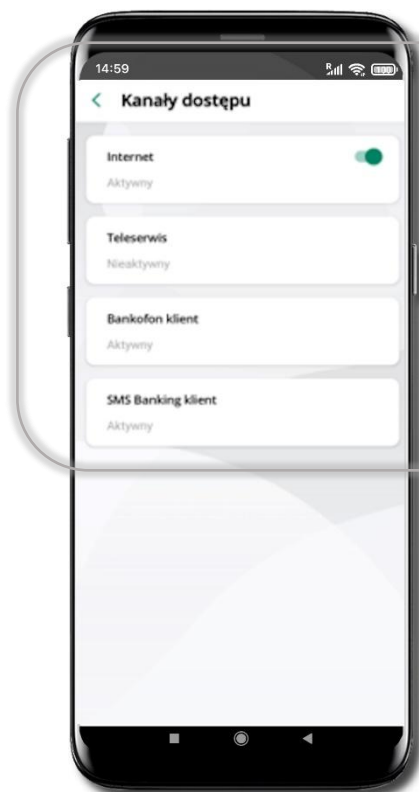 14:59
Kanały dostępu
Internet
Aktywny
Teleserwis
Nieaktywny
Bankofon klient
Aktywny
SMS Banking klient
Aktywny